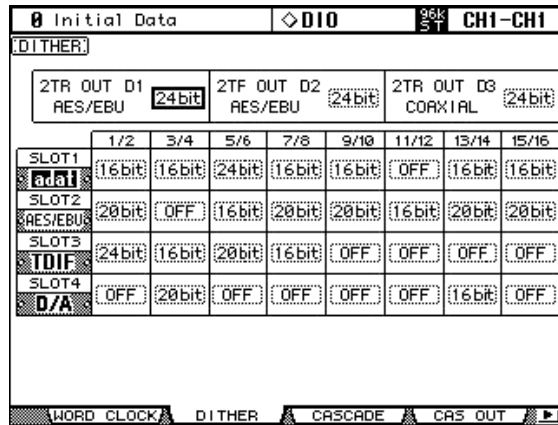 0 Initial Data ◇DIO 96k ST CH1-CH1
DITHER
2TR OUT D1 AES/EBU 24bit 2TF OUT D2 AES/EBU 24bit 2TR OUT D3 COAXIAL 24bit
1/2 3/4 5/6 7/8 9/10 11/12 13/14 15/16
SLOT1 adat 16bit 16bit 24bit 16bit 16bit OFF 16bit 16bit
SLOT2 AES/EBU 20bit OFF 16bit 20bit 20bit 16bit 20bit 20bit
SLOT3 TDIF 24bit 16bit 20bit 16bit OFF OFF OFF OFF
SLOT4 D/A OFF 20bit OFF OFF OFF OFF 16bit OFF
WORD CLOCK DITHER CASCADE CAS OUT